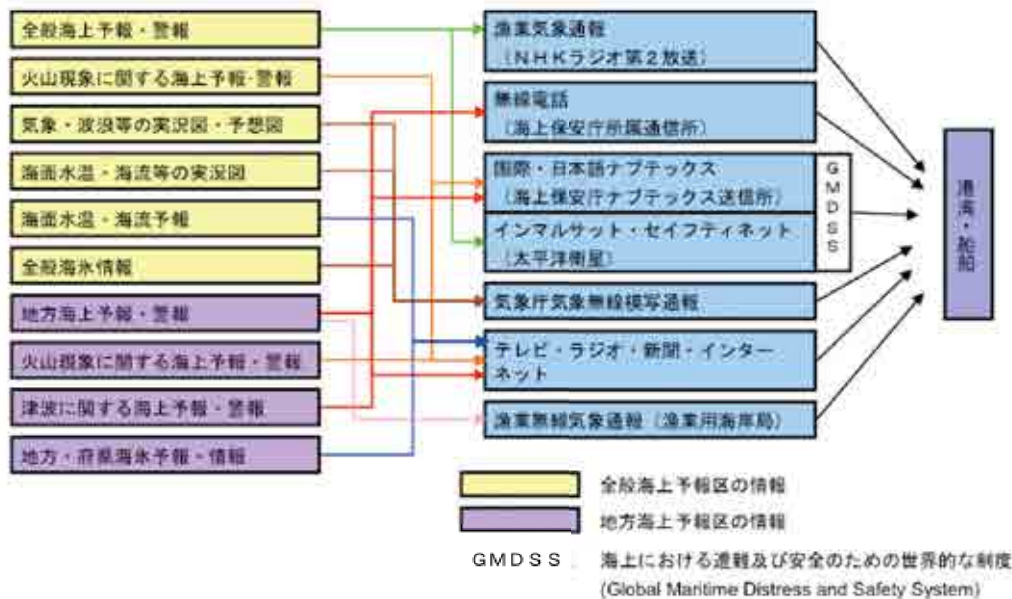 全般海上予報・警報
火山現象に関する海上予報・警報
気象・波浪等の実況図・予想図
海面水温・海流等の実況図
海面水温・海流予報
全般海氷情報
地方海上予報・警報
火山現象に関する海上予報・警報
津波に関する海上予報・警報
地方・府県海氷予報・情報
漁業気象通報
（NHKラジオ第2放送）
無線電話
（海上保安庁所属通信所）
国際・日本語ナブテックス
（海上保安庁ナブテックス送信所）
インマルサット・セイフティネット
（太平洋衛星）
GMDSS
気象庁気象無線模写通報
テレビ・ラジオ・新聞・インター
ネット
漁業無線気象通報（漁業用海岸局）
港湾・船舶
全般海上予報区の情報
地方海上予報区の情報
GMDSS 海上における遭難及び安全のための世界的な制度
(Global Maritime Distress and Safety System)